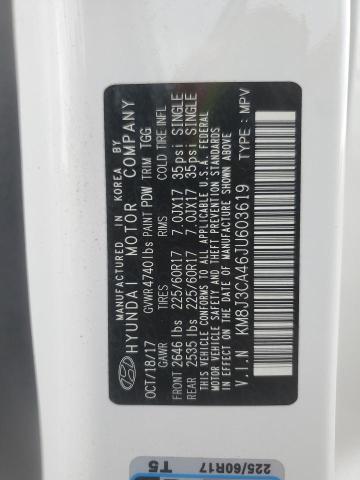 MANUFACTURED IN KOREA BY
HYUNDAI MOTOR COMPANY
OCT/18/17 GVWR 4740 lbs PAINT PDW TRIM TGG
GAWR TIRES RIMS COLD TIRE INFL
FRONT 2646 lbs 225/60R17 7.0JX17 35psi SINGLE
REAR 2535 lbs 225/60R17 7.0JX17 35psi SINGLE
THIS VEHICLE CONFORMS TO ALL APPLICABLE U.S.A. FEDERAL
MOTOR VEHICLE SAFETY BUMPER AND THEFT PREVENTION
STANDARDS IN EFFECT ON THE DATE OF MANUFACTURE SHOWN ABOVE.
V.I.N : KM8J3CA46JU603619 TYPE : MPV
225/60R17
T5